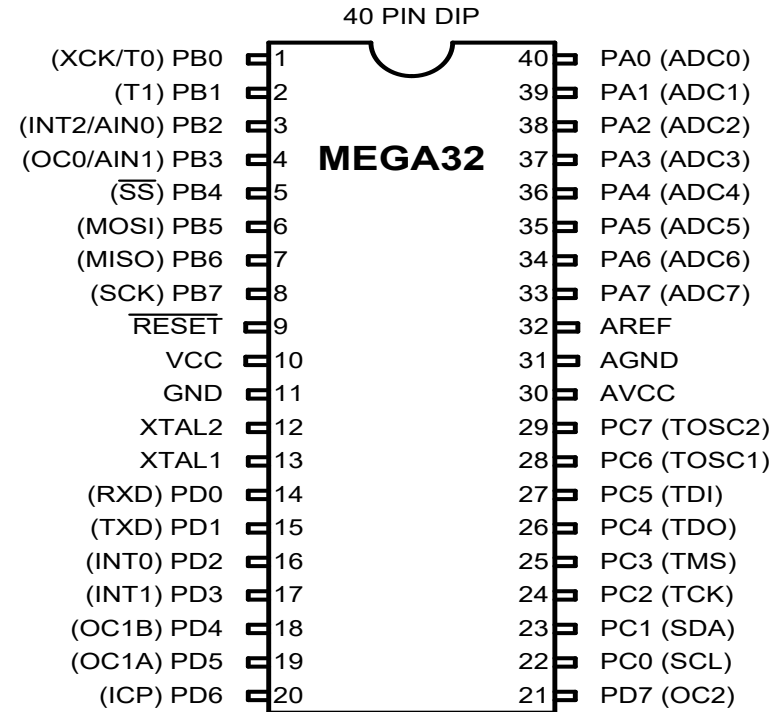 40 PIN DIP
(XCK/T0) PB0 1 40 PA0 (ADC0)
(T1) PB1 2 39 PA1 (ADC1)
(INT2/AIN0) PB2 3 38 PA2 (ADC2)
(OC0/AIN1) PB3 4 MEGA32 37 PA3 (ADC3)
(SS) PB4 5 36 PA4 (ADC4)
(MOSI) PB5 6 35 PA5 (ADC5)
(MISO) PB6 7 34 PA6 (ADC6)
(SCK) PB7 8 33 PA7 (ADC7)
RESET 9 32 AREF
VCC 10 31 AGND
GND 11 30 AVCC
XTAL2 12 29 PC7 (TOSC2)
XTAL1 13 28 PC6 (TOSC1)
(RXD) PD0 14 27 PC5 (TDI)
(TXD) PD1 15 26 PC4 (TDO)
(INT0) PD2 16 25 PC3 (TMS)
(INT1) PD3 17 24 PC2 (TCK)
(OC1B) PD4 18 23 PC1 (SDA)
(OC1A) PD5 19 22 PC0 (SCL)
(ICP) PD6 20 21 PD7 (OC2)